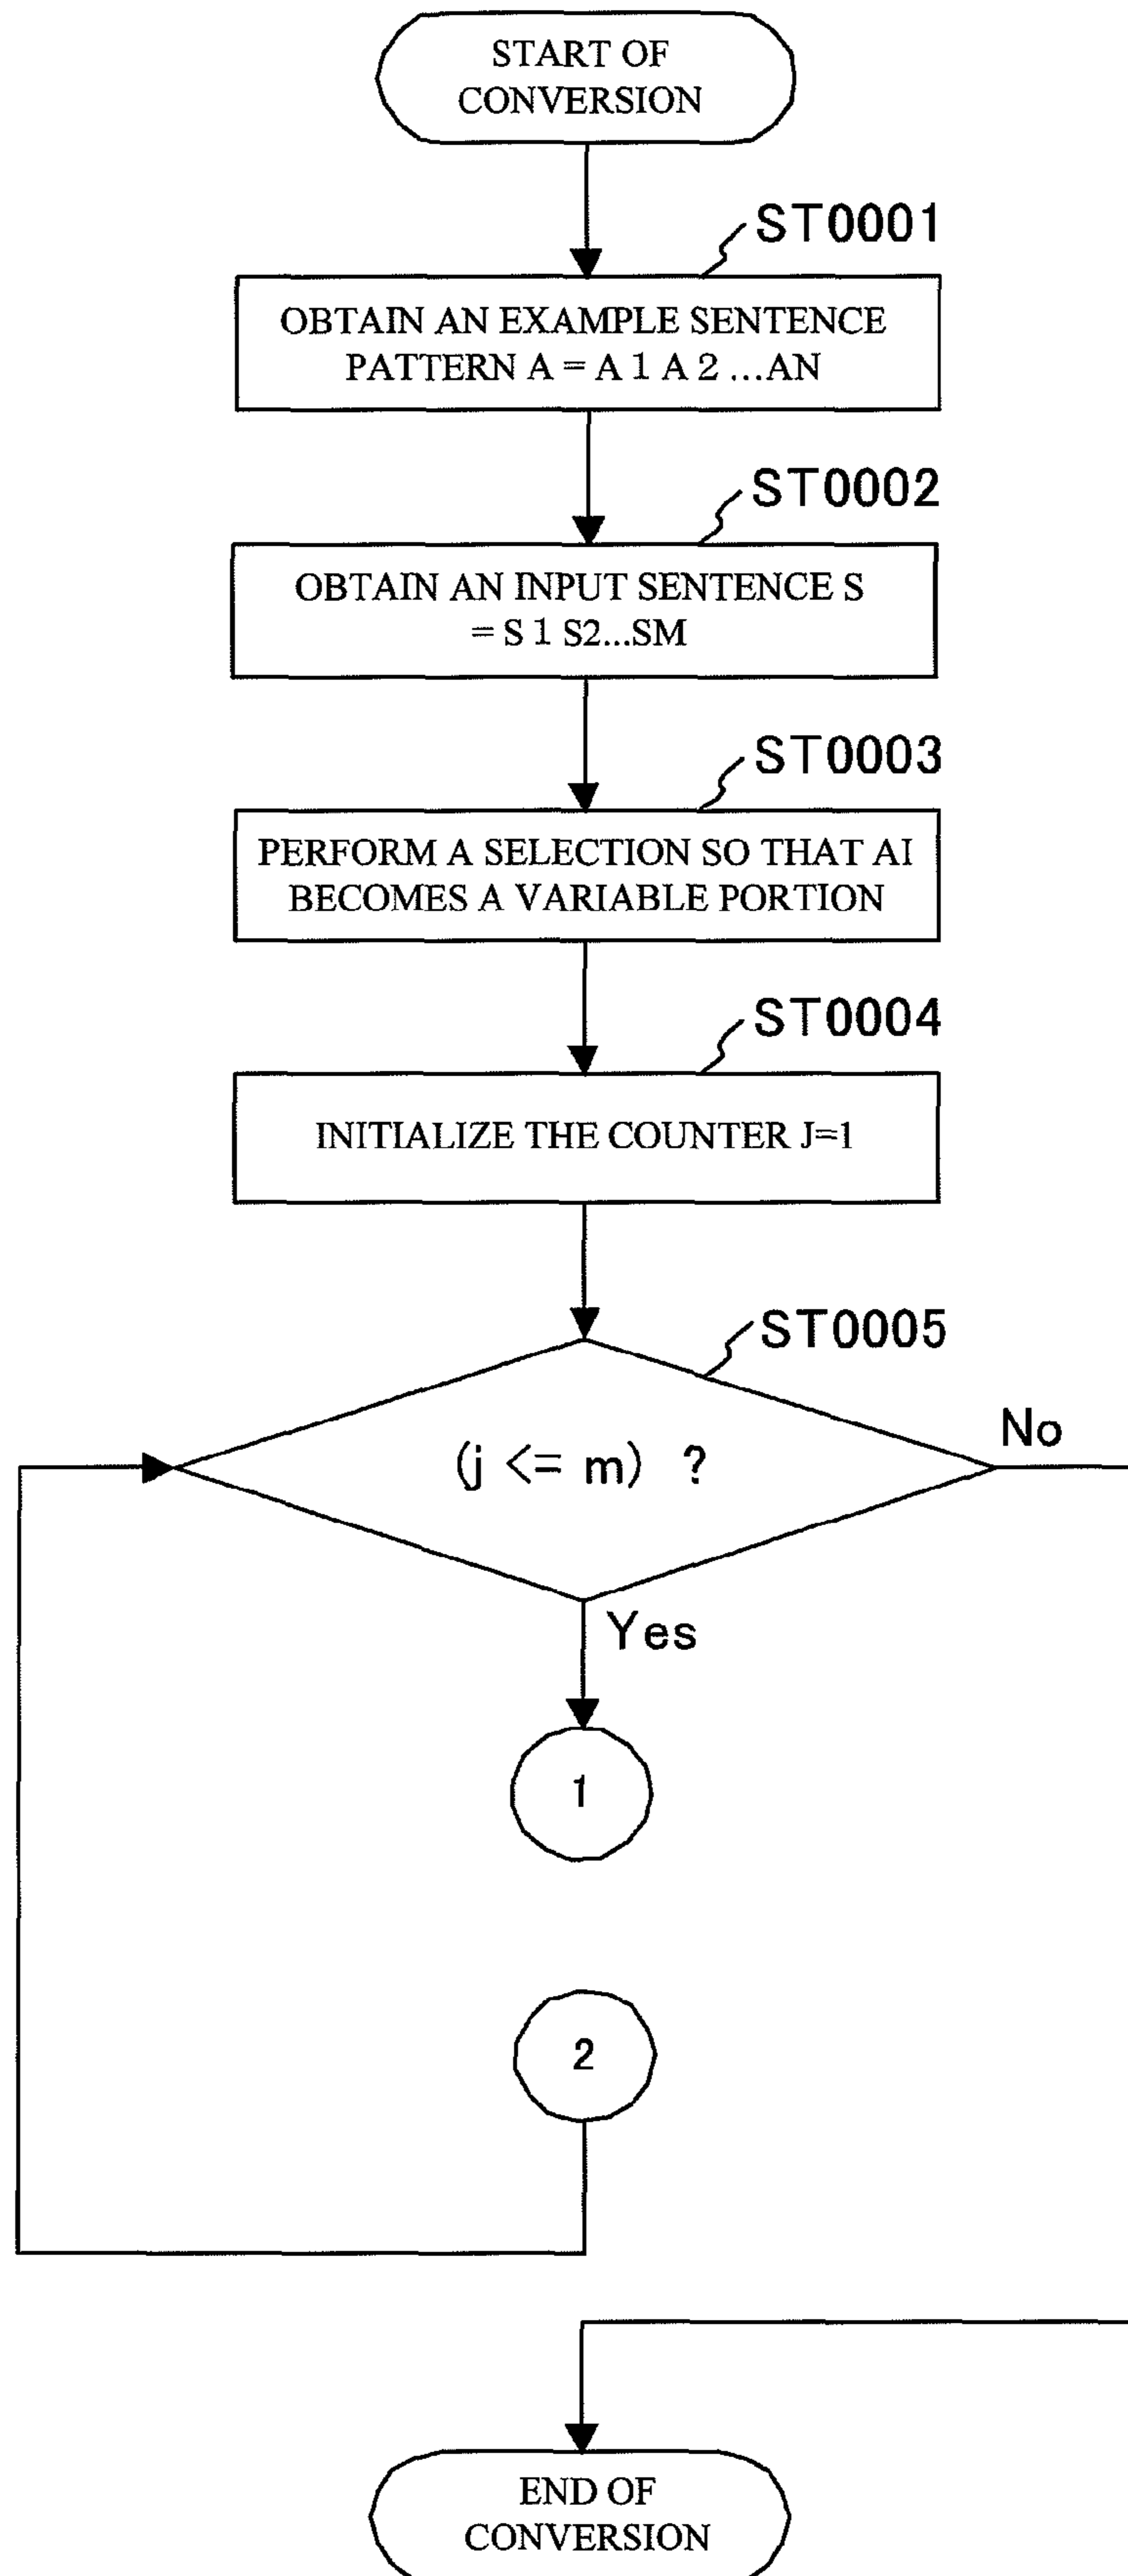 START OF
CONVERSION
ST0001
OBTAIN AN EXAMPLE SENTENCE
PATTERN A = A 1 A 2 ...AN
ST0002
OBTAIN AN INPUT SENTENCE S
= S 1 S2...SM
ST0003
PERFORM A SELECTION SO THAT AI
BECOMES A VARIABLE PORTION
ST0004
INITIALIZE THE COUNTER J=1
ST0005
(j <= m) ?
No
Yes
1
2
END OF
CONVERSION